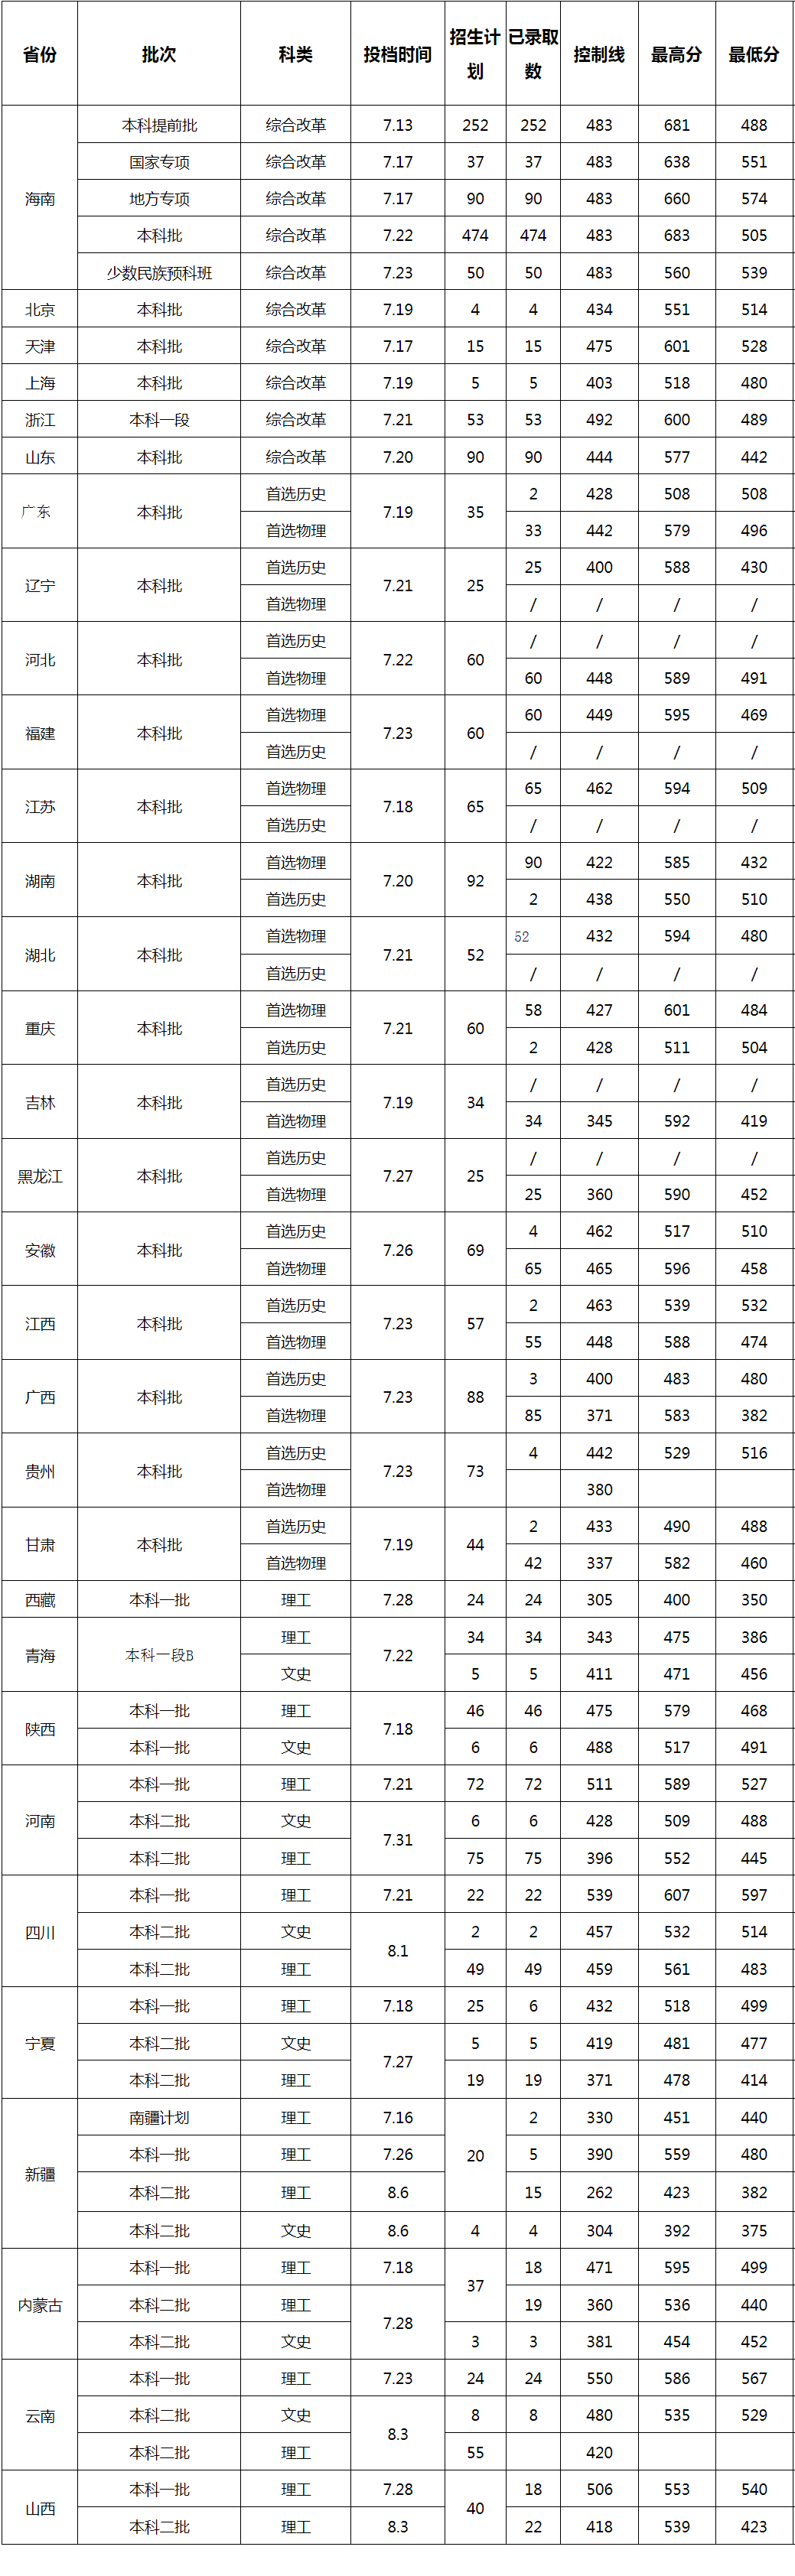 省份 批次 科类 投档时间 招生计划 已录取数 控制线 最高分 最低分
海南 本科提前批 综合改革 7.13 252 252 483 681 488
国家专项 综合改革 7.17 37 37 483 638 551
地方专项 综合改革 7.17 90 90 483 660 574
本科批 综合改革 7.22 474 474 483 683 505
少数民族预科班 综合改革 7.23 50 50 483 560 539
北京 本科批 综合改革 7.19 4 4 434 551 514
天津 本科批 综合改革 7.17 15 15 475 601 528
上海 本科批 综合改革 7.19 5 5 403 518 480
浙江 本科一段 综合改革 7.21 53 53 492 600 489
山东 本科批 综合改革 7.20 90 90 444 577 442
广东 本科批 首选历史 7.19 35 2 428 508 508
首选物理 33 442 579 496
辽宁 本科批 首选历史 7.21 25 25 400 588 430
首选物理 / / / /
河北 本科批 首选历史 7.22 60 / / / /
首选物理 60 448 589 491
福建 本科批 首选物理 7.23 60 60 449 595 469
首选历史 / / / /
江苏 本科批 首选物理 7.18 65 65 462 594 509
首选历史 / / / /
湖南 本科批 首选物理 7.20 92 90 422 585 432
首选历史 2 438 550 510
湖北 本科批 首选物理 7.21 52 52 432 594 480
首选历史 / / / /
重庆 本科批 首选物理 7.21 60 58 427 601 484
首选历史 2 428 511 504
吉林 本科批 首选历史 7.19 34 / / / /
首选物理 34 345 592 419
黑龙江 本科批 首选历史 7.27 25 / / / /
首选物理 25 360 590 452
安徽 本科批 首选历史 7.26 69 4 462 517 510
首选物理 65 465 596 458
江西 本科批 首选历史 7.23 57 2 463 539 532
首选物理 55 448 588 474
广西 本科批 首选历史 7.23 88 3 400 483 480
首选物理 85 371 583 382
贵州 本科批 首选历史 7.23 73 4 442 529 516
首选物理 380
甘肃 本科批 首选历史 7.19 44 2 433 490 488
首选物理 42 337 582 460
西藏 本科一批 理工 7.28 24 24 305 400 350
青海 本科一段B 理工 7.22 34 34 343 475 386
文史 5 5 411 471 456
陕西 本科一批 理工 7.18 46 46 475 579 468
本科一批 文史 6 6 488 517 491
河南 本科一批 理工 7.21 72 72 511 589 527
本科二批 文史 7.31 6 6 428 509 488
本科二批 理工 75 75 396 552 445
四川 本科一批 理工 7.21 22 22 539 607 597
本科二批 文史 8.1 2 2 457 532 514
本科二批 理工 49 49 459 561 483
宁夏 本科一批 理工 7.18 25 6 432 518 499
本科二批 文史 7.27 5 5 419 481 477
本科二批 理工 19 19 371 478 414
新疆 南疆计划 理工 7.16 20 2 330 451 440
本科一批 理工 7.26 5 390 559 480
本科二批 理工 8.6 15 262 423 382
本科二批 文史 8.6 4 4 304 392 375
内蒙古 本科一批 理工 7.18 37 18 471 595 499
本科二批 理工 7.28 19 360 536 440
本科二批 文史 3 3 381 454 452
云南 本科一批 理工 7.23 24 24 550 586 567
本科二批 文史 8.3 8 8 480 535 529
本科二批 理工 55 420
山西 本科一批 理工 7.28 40 18 506 553 540
本科二批 理工 8.3 22 418 539 423